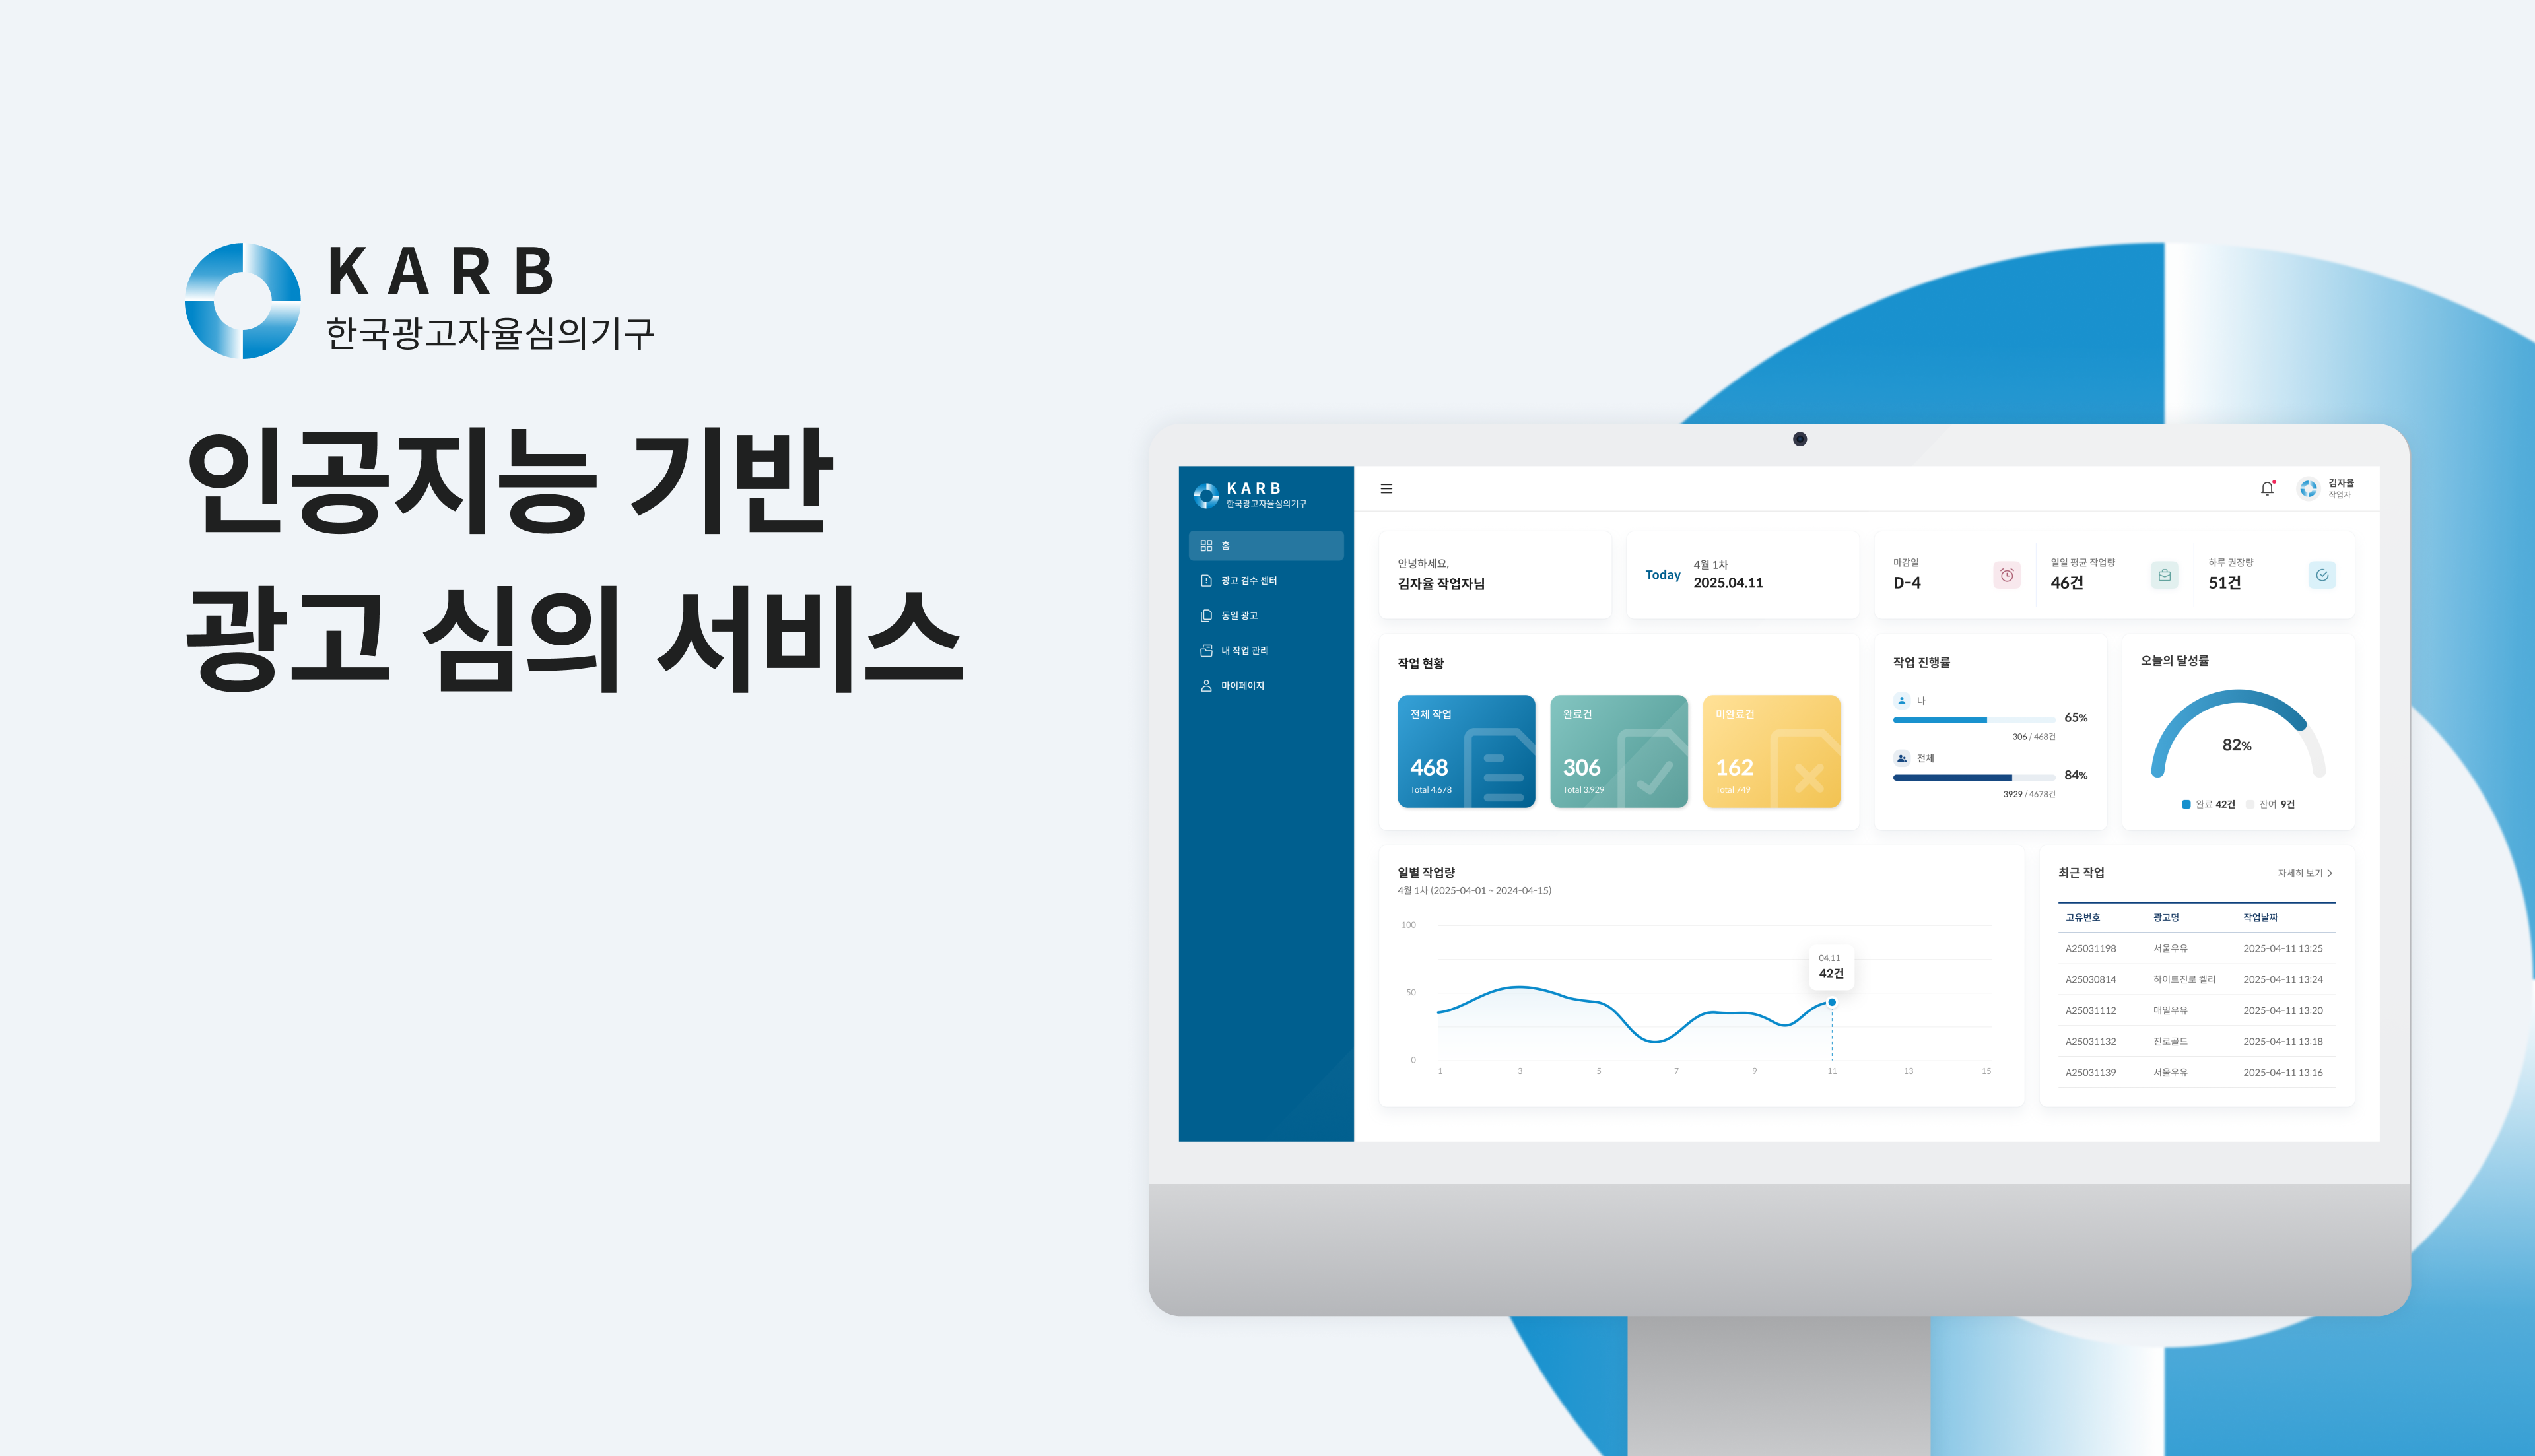 KARB
한국광고자율심의기구
인공지능 기반
광고 심의 서비스
KARB
한국광고자율심의기구
홈
광고 검수 센터
동일 광고
내 작업 관리
마이페이지
김자율
작업자
안녕하세요,
김자율 작업자님
Today
4월 1차
2025.04.11
마감일
D-4
일일 평균 작업량
46건
하루 권장량
51건
작업 현황
전체 작업
468
Total 4,678
완료건
306
Total 3,929
미완료건
162
Total 749
작업 진행률
나
65%
306 / 468건
전체
84%
3929 / 4678건
오늘의 달성률
82%
완료 42건 잔여 9건
일별 작업량
4월 1차 (2025-04-01 ~ 2024-04-15)
100
50
0
04.11
42건
1 3 5 7 9 11 13 15
최근 작업
자세히 보기 >
고유번호 광고명 작업날짜
A25031198 서울우유 2025-04-11 13:25
A25030814 하이트진로 켈리 2025-04-11 13:24
A25031112 매일우유 2025-04-11 13:20
A25031132 진로골드 2025-04-11 13:18
A25031139 서울우유 2025-04-11 13:16